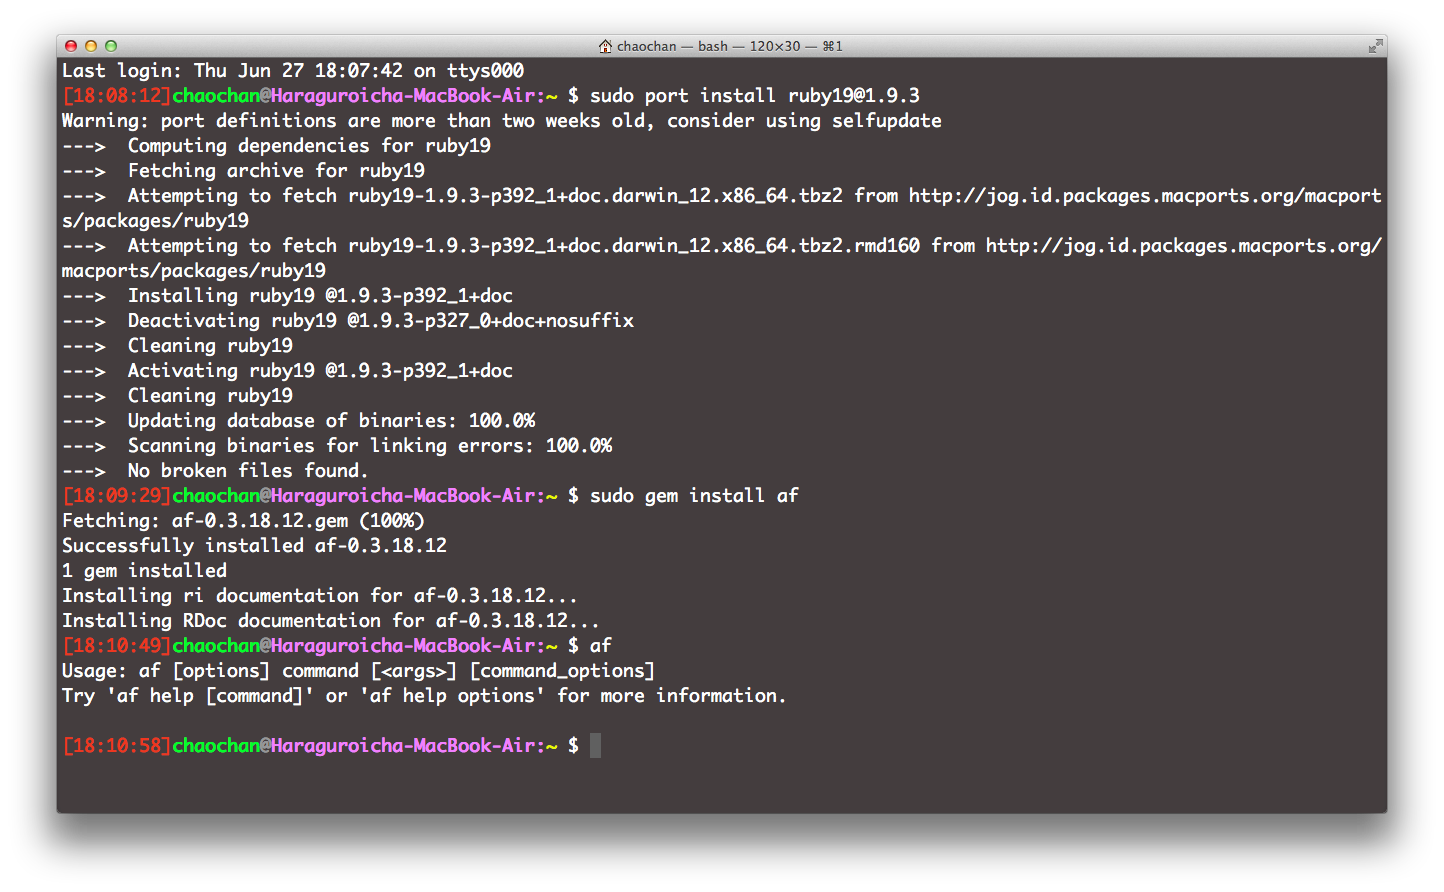 chaochan — bash — 120×30 — ⌘1
Last login: Thu Jun 27 18:07:42 on ttys000
[18:08:12]chaochan@Haraguroicha-MacBook-Air:~ $ sudo port install ruby19@1.9.3
Warning: port definitions are more than two weeks old, consider using selfupdate
--->  Computing dependencies for ruby19
--->  Fetching archive for ruby19
--->  Attempting to fetch ruby19-1.9.3-p392_1+doc.darwin_12.x86_64.tbz2 from http://jog.id.packages.macports.org/macport
s/packages/ruby19
--->  Attempting to fetch ruby19-1.9.3-p392_1+doc.darwin_12.x86_64.tbz2.rmd160 from http://jog.id.packages.macports.org/
macports/packages/ruby19
--->  Installing ruby19 @1.9.3-p392_1+doc
--->  Deactivating ruby19 @1.9.3-p327_0+doc+nosuffix
--->  Cleaning ruby19
--->  Activating ruby19 @1.9.3-p392_1+doc
--->  Cleaning ruby19
--->  Updating database of binaries: 100.0%
--->  Scanning binaries for linking errors: 100.0%
--->  No broken files found.
[18:09:29]chaochan@Haraguroicha-MacBook-Air:~ $ sudo gem install af
Fetching: af-0.3.18.12.gem (100%)
Successfully installed af-0.3.18.12
1 gem installed
Installing ri documentation for af-0.3.18.12...
Installing RDoc documentation for af-0.3.18.12...
[18:10:49]chaochan@Haraguroicha-MacBook-Air:~ $ af
Usage: af [options] command [<args>] [command_options]
Try 'af help [command]' or 'af help options' for more information.
[18:10:58]chaochan@Haraguroicha-MacBook-Air:~ $